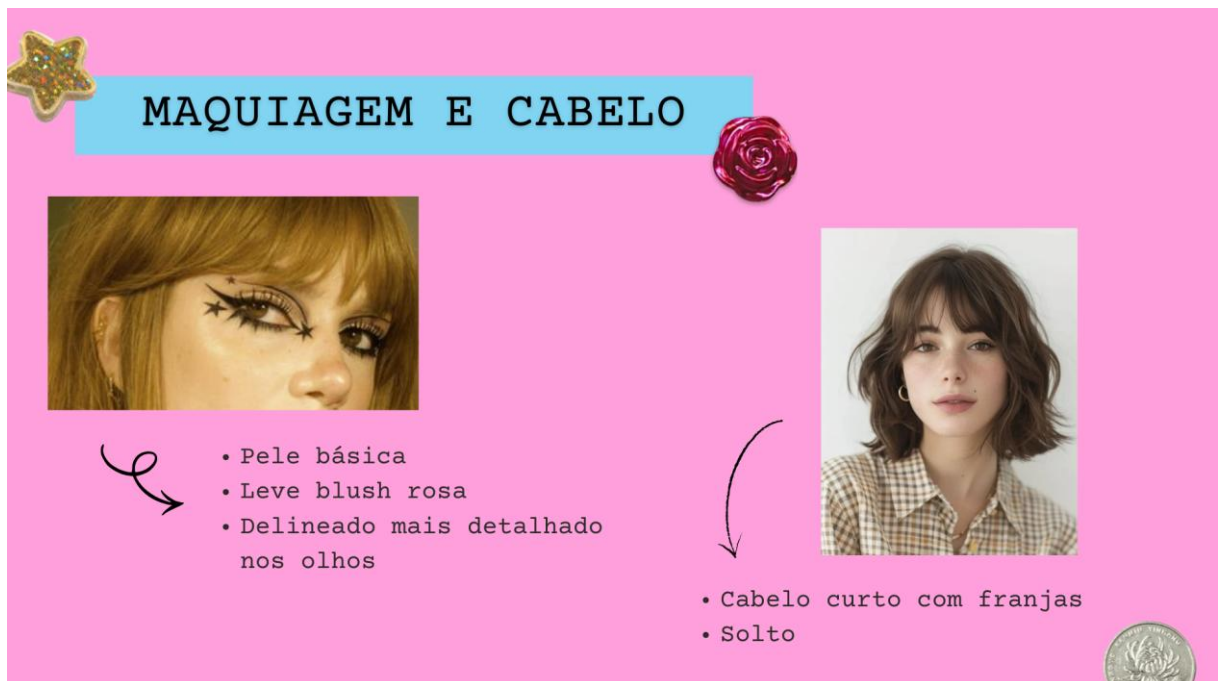 MAQUIAGEM E CABELO
• Pele básica
• Leve blush rosa
• Delineado mais detalhado
nos olhos
• Cabelo curto com franjas
• Solto